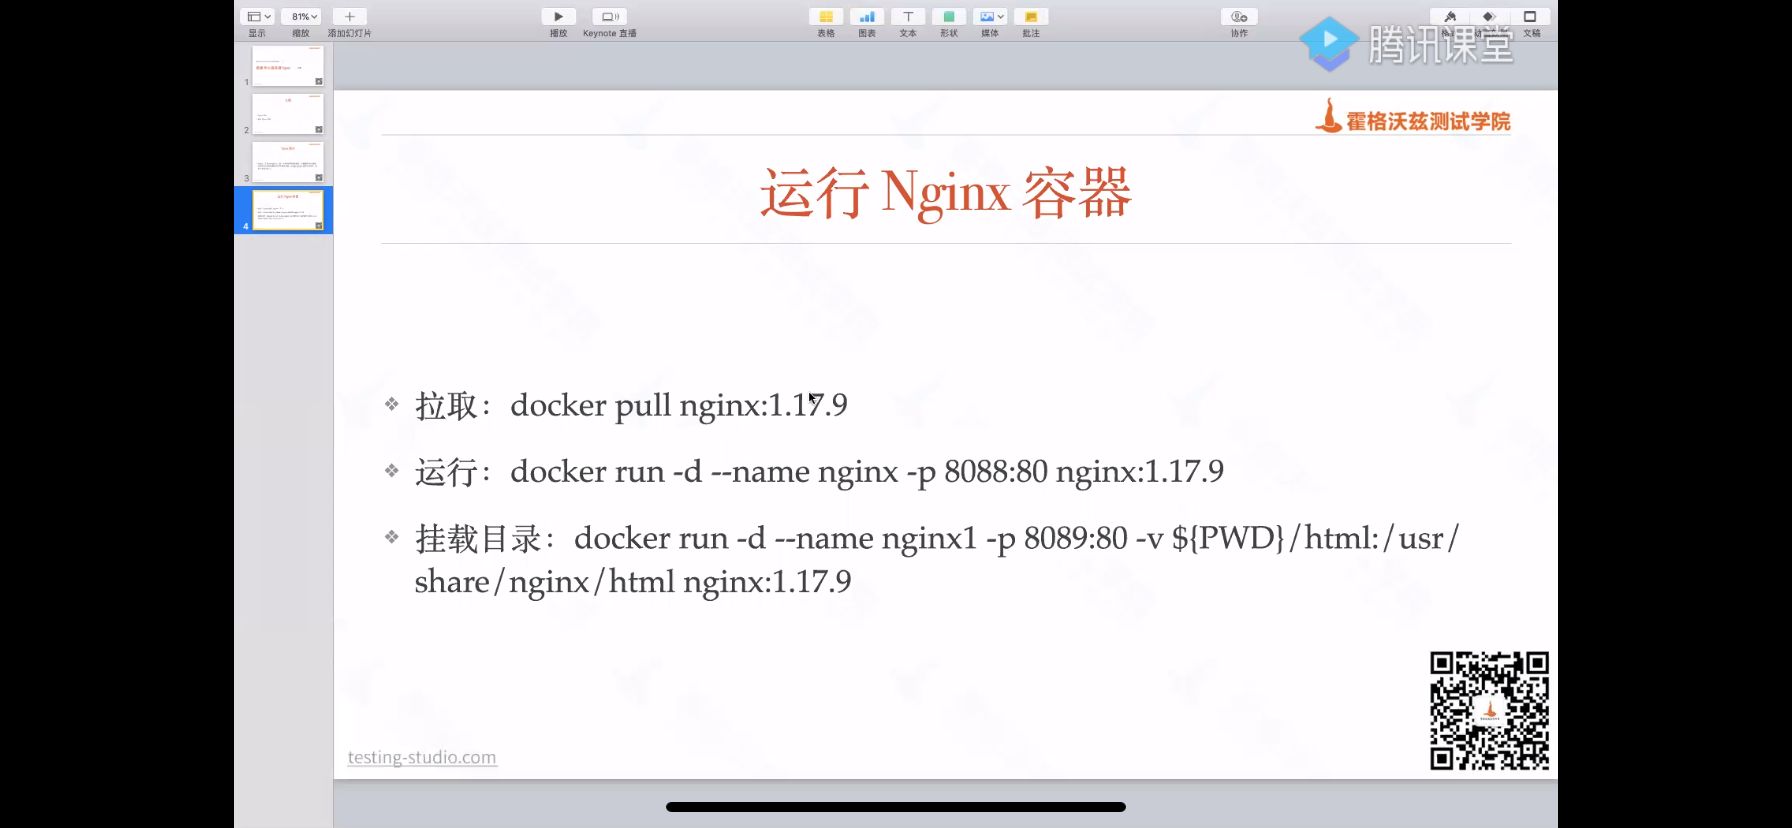 81%
显示
缩放
添加幻灯片
播放
Keynote 直播
表格
图表
文本
形状
媒体
批注
协作
文稿
腾讯课堂
1
2
3
4
霍格沃兹测试学院
运行 Nginx 容器
❖ 拉取：docker pull nginx:1.17.9
❖ 运行：docker run -d --name nginx -p 8088:80 nginx:1.17.9
❖ 挂载目录：docker run -d --name nginx1 -p 8089:80 -v ${PWD}/html:/usr/
share/nginx/html nginx:1.17.9
testing-studio.com